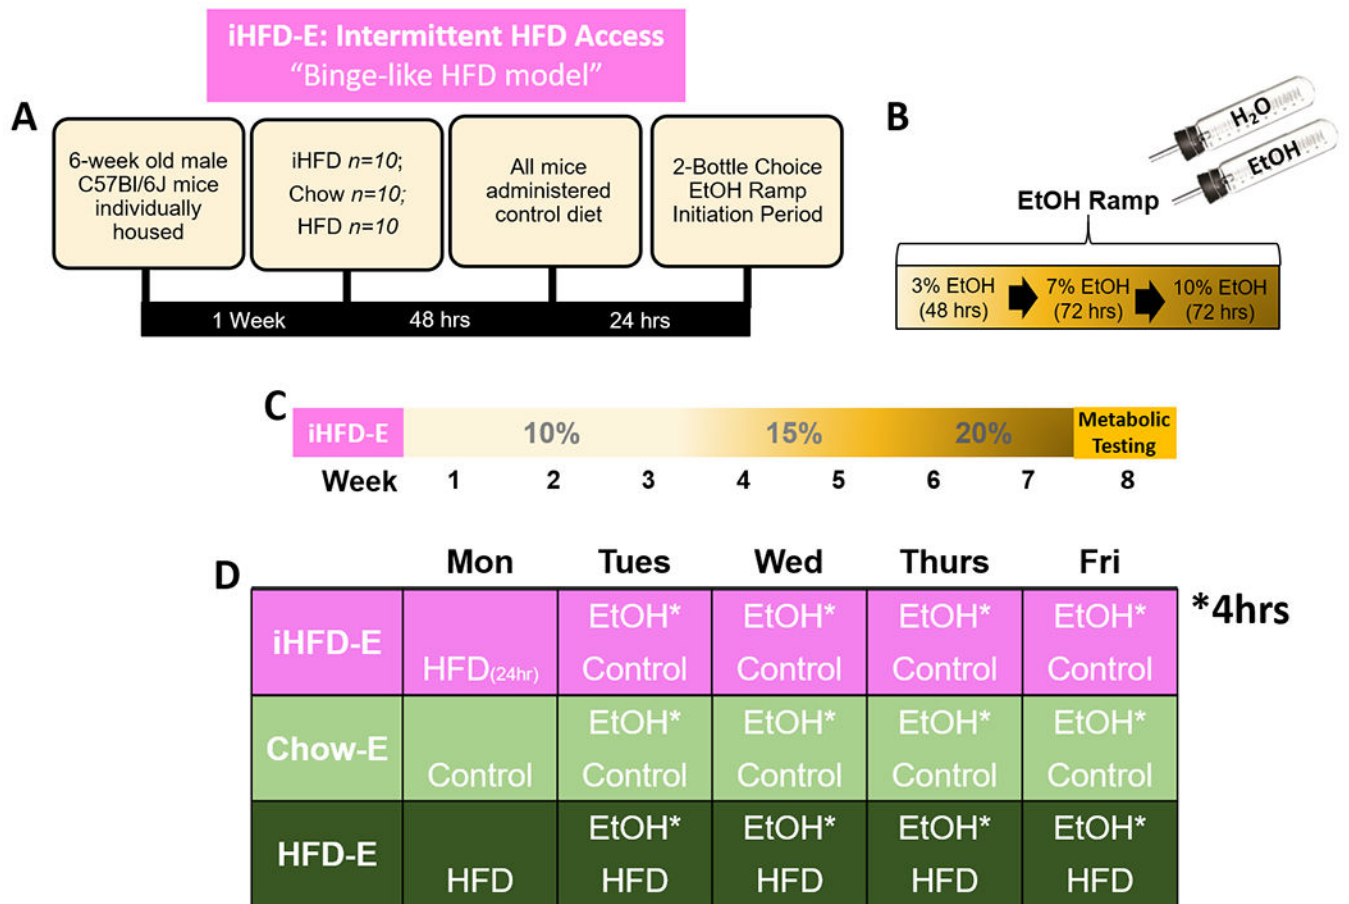 iHFD-E: Intermittent HFD Access
“Binge-like HFD model”
A
6-week old male
C57Bl/6J mice
individually
housed
iHFD n=10;
Chow n=10;
HFD n=10
All mice
administered
control diet
2-Bottle Choice
EtOH Ramp
Initiation Period
1 Week 48 hrs 24 hrs
B
H₂O
EtOH
EtOH Ramp
3% EtOH
(48 hrs)
7% EtOH
(72 hrs)
10% EtOH
(72 hrs)
C
iHFD-E 10% 15% 20% Metabolic
Testing
Week 1 2 3 4 5 6 7 8
D
Mon Tues Wed Thurs Fri
*4hrs
iHFD-E
EtOH* EtOH* EtOH* EtOH*
HFD(24hr) Control Control Control Control
Chow-E
EtOH* EtOH* EtOH* EtOH*
Control Control Control Control Control
HFD-E
EtOH* EtOH* EtOH* EtOH*
HFD HFD HFD HFD HFD